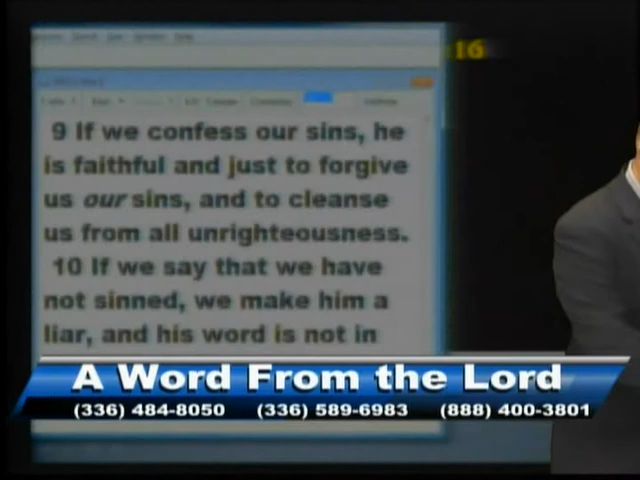 :16
9 If we confess our sins, he
is faithful and just to forgive
us our sins, and to cleanse
us from all unrighteousness.
10 If we say that we have
not sinned, we make him a
liar, and his word is not in
A Word From the Lord
(336) 484-8050 (336) 589-6983 (888) 400-3801